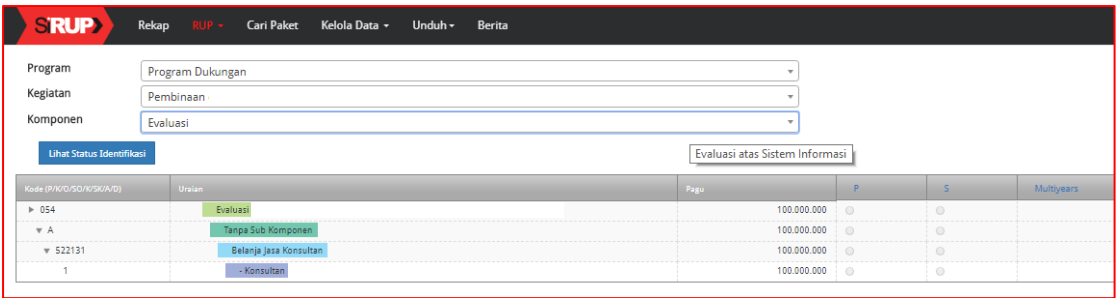 SiRUP Rekap RUP Cari Paket Kelola Data Unduh Berita
Program Program Dukungan
Kegiatan Pembinaan
Komponen Evaluasi
Lihat Status Identifikasi Evaluasi atas Sistem Informasi
Kode (P/K/O/SO/K/SK/A/D) Uraian Pagu P S Multiyears
054 Evaluasi 100.000.000
A Tanpa Sub Komponen 100.000.000
522131 Belanja Jasa Konsultan 100.000.000
1 - Konsultan 100.000.000